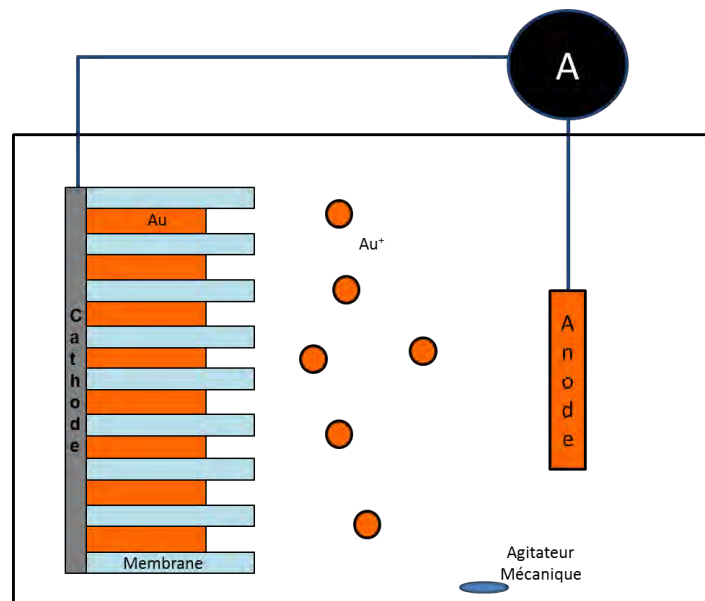 A
Au
Au⁺
Cathode
Anode
Membrane
Agitateur
Mécanique